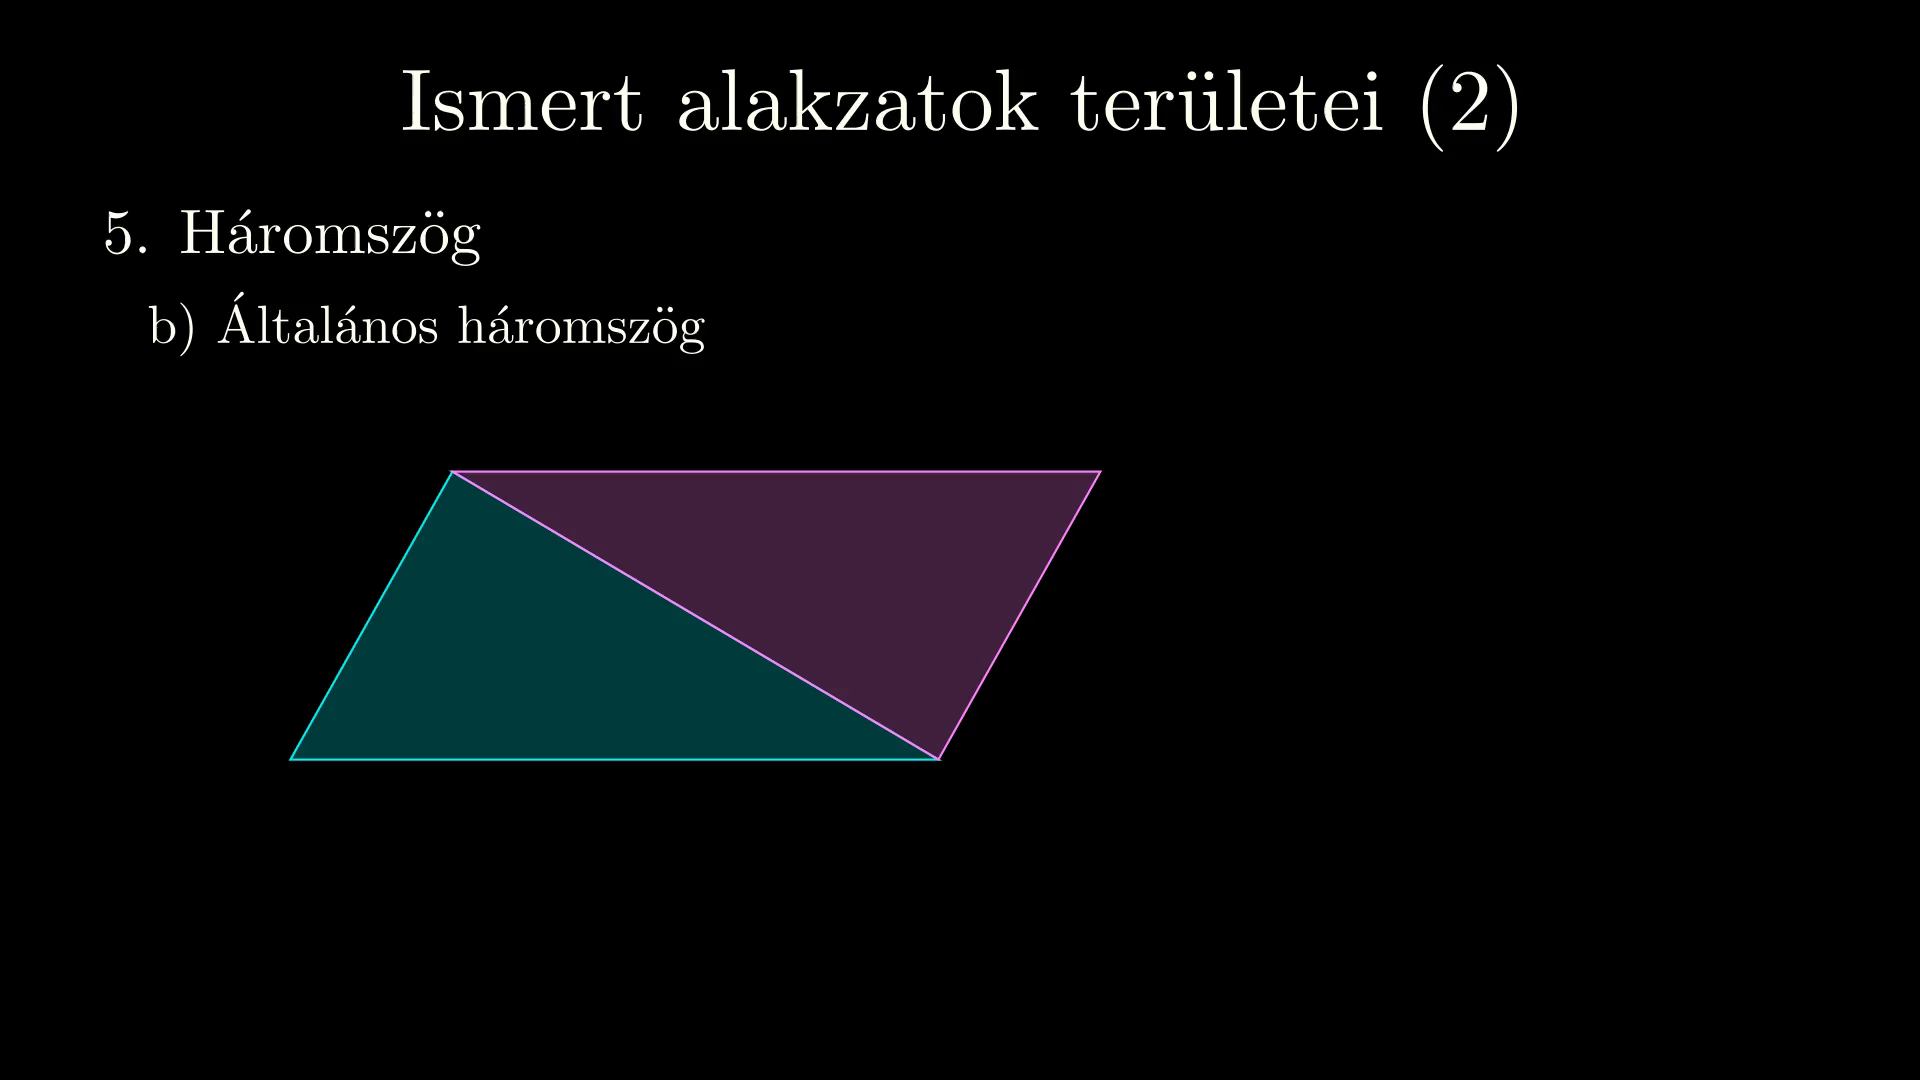 Ismert alakzatok területei (2)
5. Háromszög
b) Általános háromszög